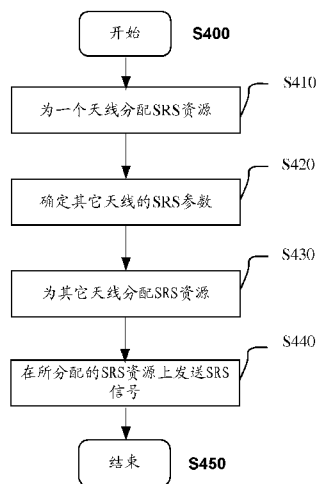 开始 S400
S410
为一个天线分配SRS资源
S420
确定其它天线的SRS参数
S430
为其它天线分配SRS资源
S440
在所分配的SRS资源上发送SRS
信号
结束 S450